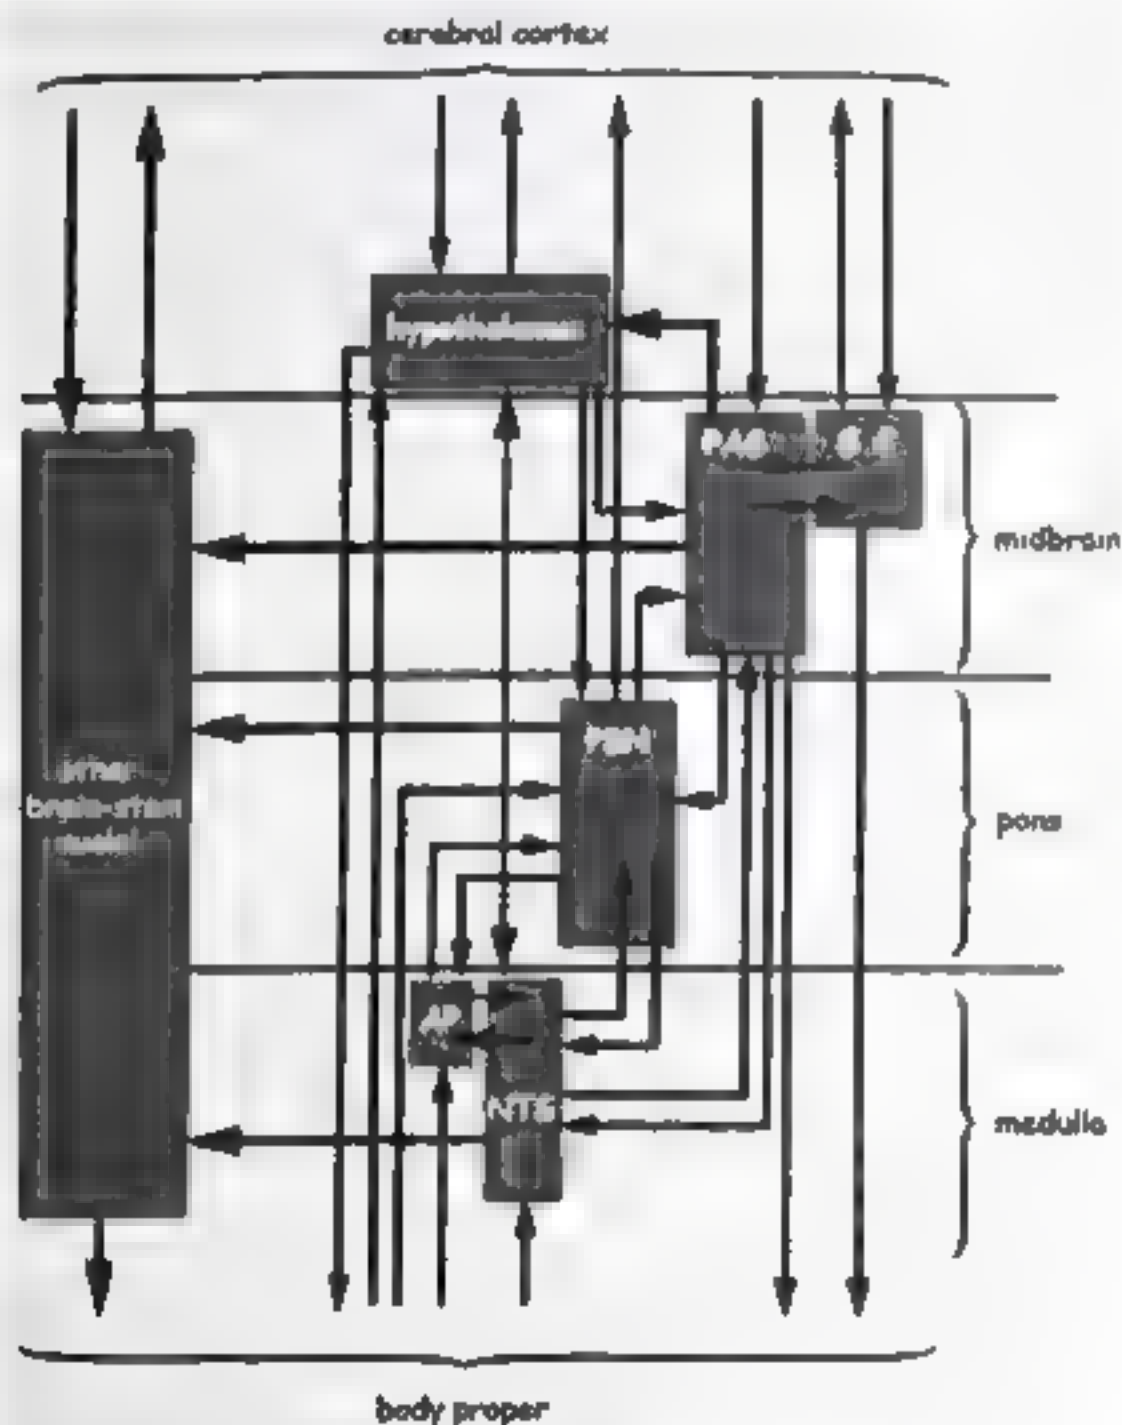 cerebral cortex
hypothalamus
PAG
midbrain
PBN
other
brain-stem
nuclei
pons
AP
NTS
medulla
body proper